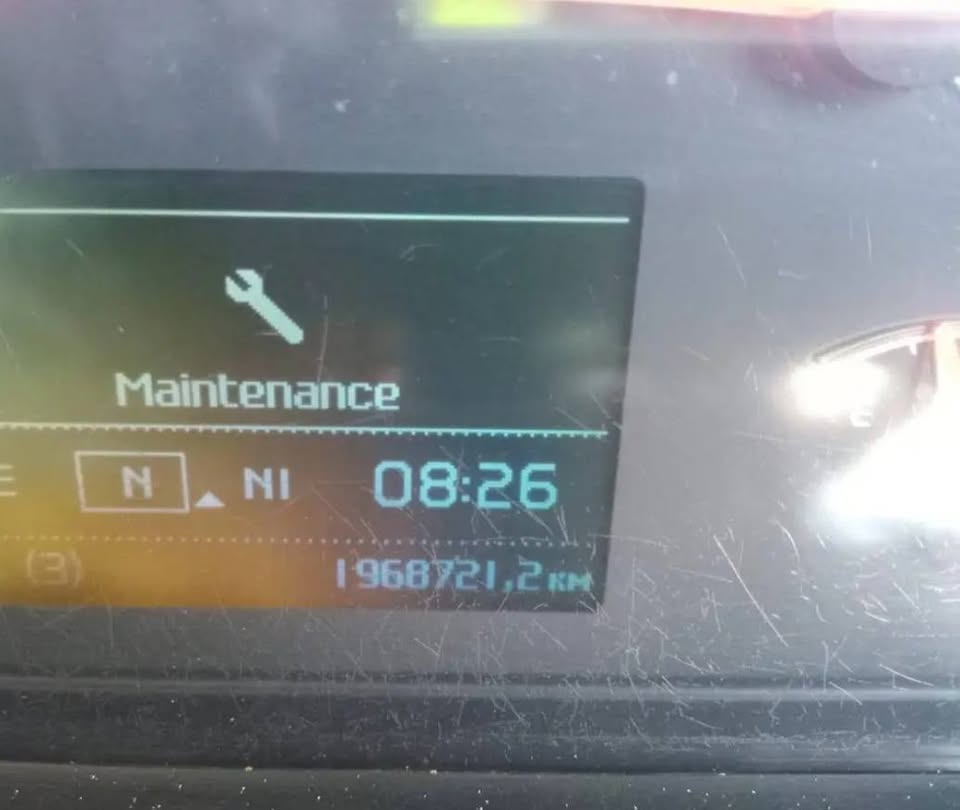 Maintenance
E N NI 08:26
(3) 1968721,2 км